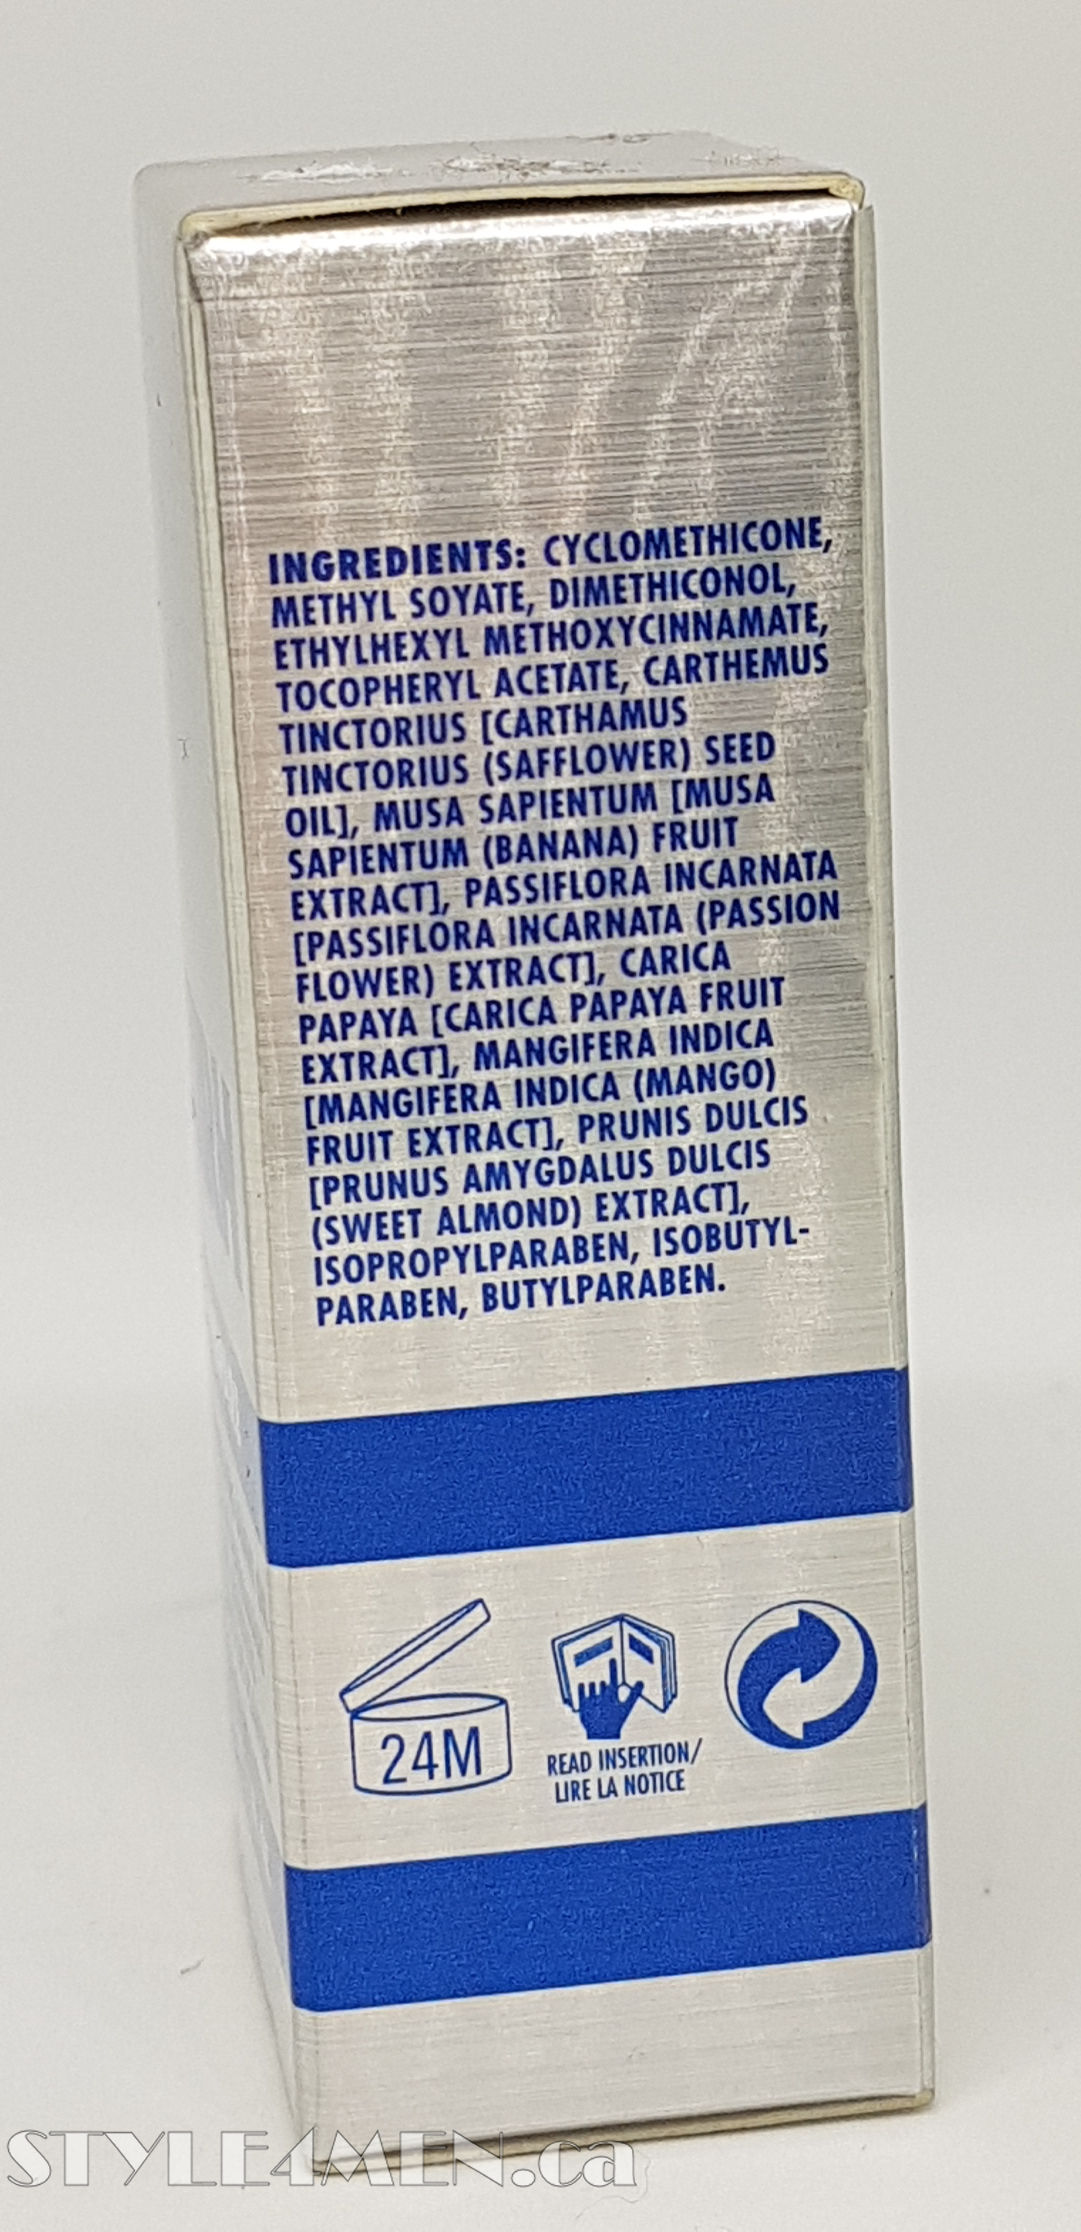 INGREDIENTS: CYCLOMETHICONE,
METHYL SOYATE, DIMETHICONOL,
ETHYLHEXYL METHOXYCINNAMATE,
TOCOPHERYL ACETATE, CARTHEMUS
TINCTORIUS [CARTHAMUS
TINCTORIUS (SAFFLOWER) SEED
OIL], MUSA SAPIENTUM [MUSA
SAPIENTUM (BANANA) FRUIT
EXTRACT], PASSIFLORA INCARNATA
[PASSIFLORA INCARNATA (PASSION
FLOWER) EXTRACT], CARICA
PAPAYA [CARICA PAPAYA FRUIT
EXTRACT], MANGIFERA INDICA
[MANGIFERA INDICA (MANGO)
FRUIT EXTRACT], PRUNIS DULCIS
[PRUNUS AMYGDALUS DULCIS
(SWEET ALMOND) EXTRACT],
ISOPROPYLPARABEN, ISOBUTYL-
PARABEN, BUTYLPARABEN.
24M
READ INSERTION/
LIRE LA NOTICE
STYLE4MEN.ca